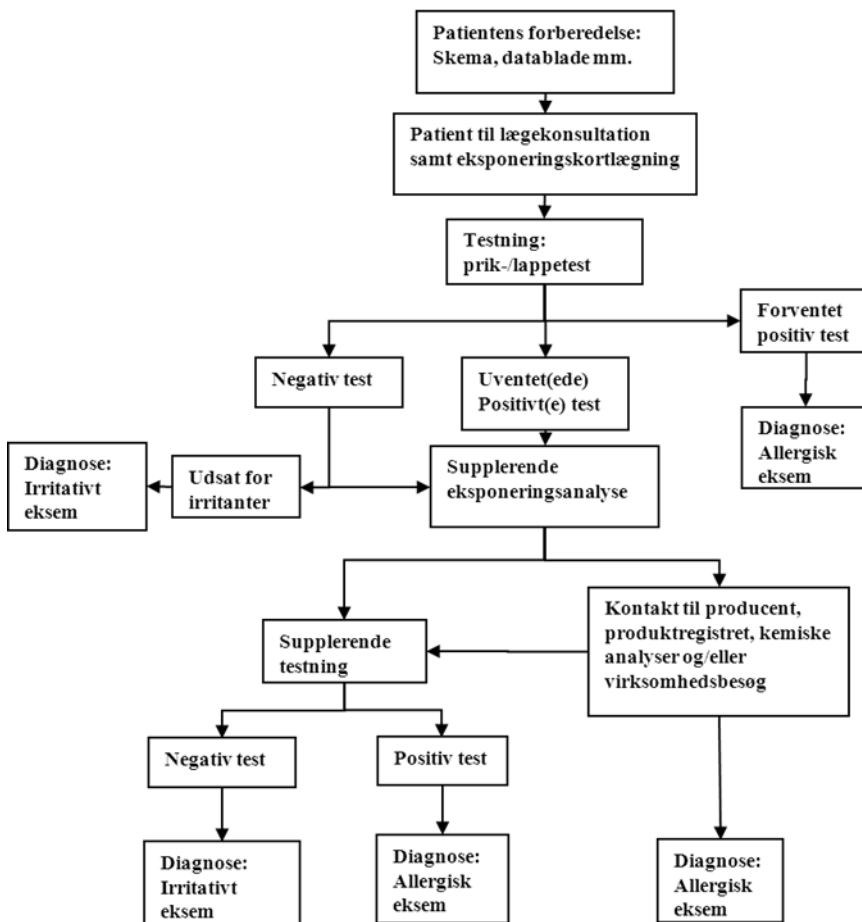 Patientens forberedelse:
Skema, datablade mm.
Patient til lægekonsultation
samt eksponeringskortlægning
Testning:
prik-/lappetest
Forventet
positiv test
Negativ test
Uventet(ede)
Positivt(e) test
Diagnose:
Allergisk
eksem
Diagnose:
Irritativt
eksem
Udsat for
irritanter
Supplerende
eksponeringsanalyse
Supplerende
testning
Kontakt til producent,
produktregistret, kemiske
analyser og/eller
virksomhedsbesøg
Negativ test
Positiv test
Diagnose:
Irritativt
eksem
Diagnose:
Allergisk
eksem
Diagnose:
Allergisk
eksem